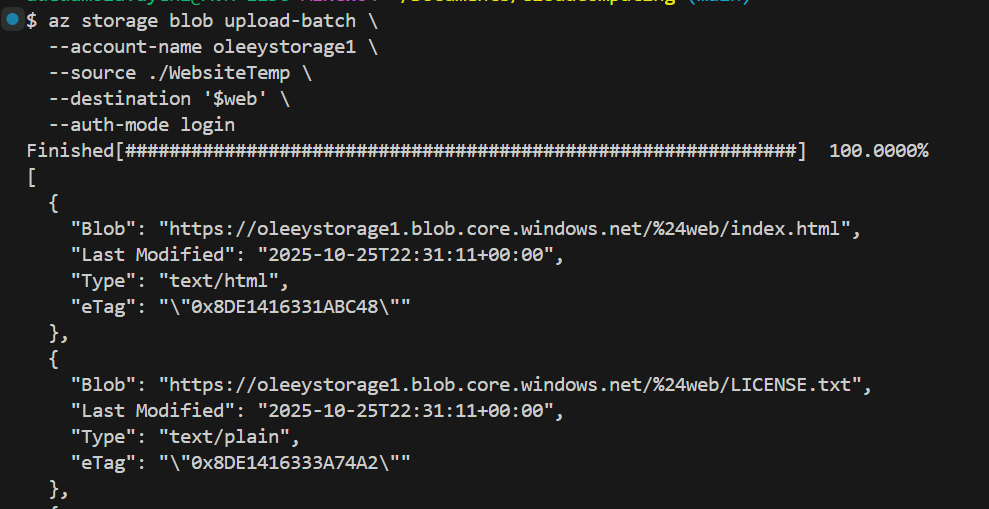 $ az storage blob upload-batch \
--account-name oleeystorage1 \
--source ./WebsiteTemp \
--destination '$web' \
--auth-mode login
Finished[#############################################################] 100.0000%
[
{
"Blob": "https://oleeystorage1.blob.core.windows.net/%24web/index.html",
"Last Modified": "2025-10-25T22:31:11+00:00",
"Type": "text/html",
"eTag": "\"0x8DE1416331ABC48\""
},
{
"Blob": "https://oleeystorage1.blob.core.windows.net/%24web/LICENSE.txt",
"Last Modified": "2025-10-25T22:31:11+00:00",
"Type": "text/plain",
"eTag": "\"0x8DE1416333A74A2\""
},